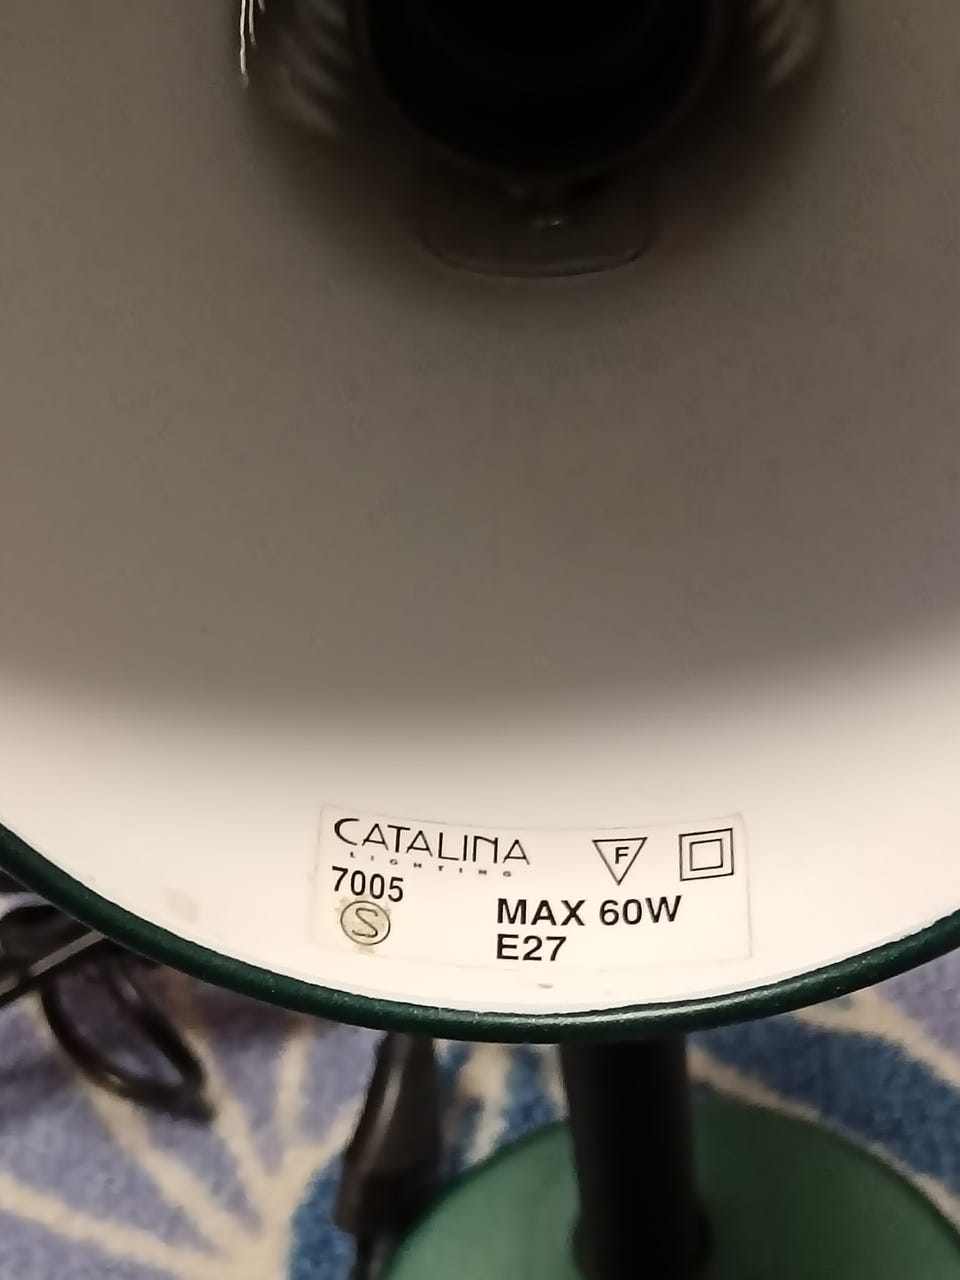 CATALINA
LIGHTING
7005
S
F
MAX 60W
E27